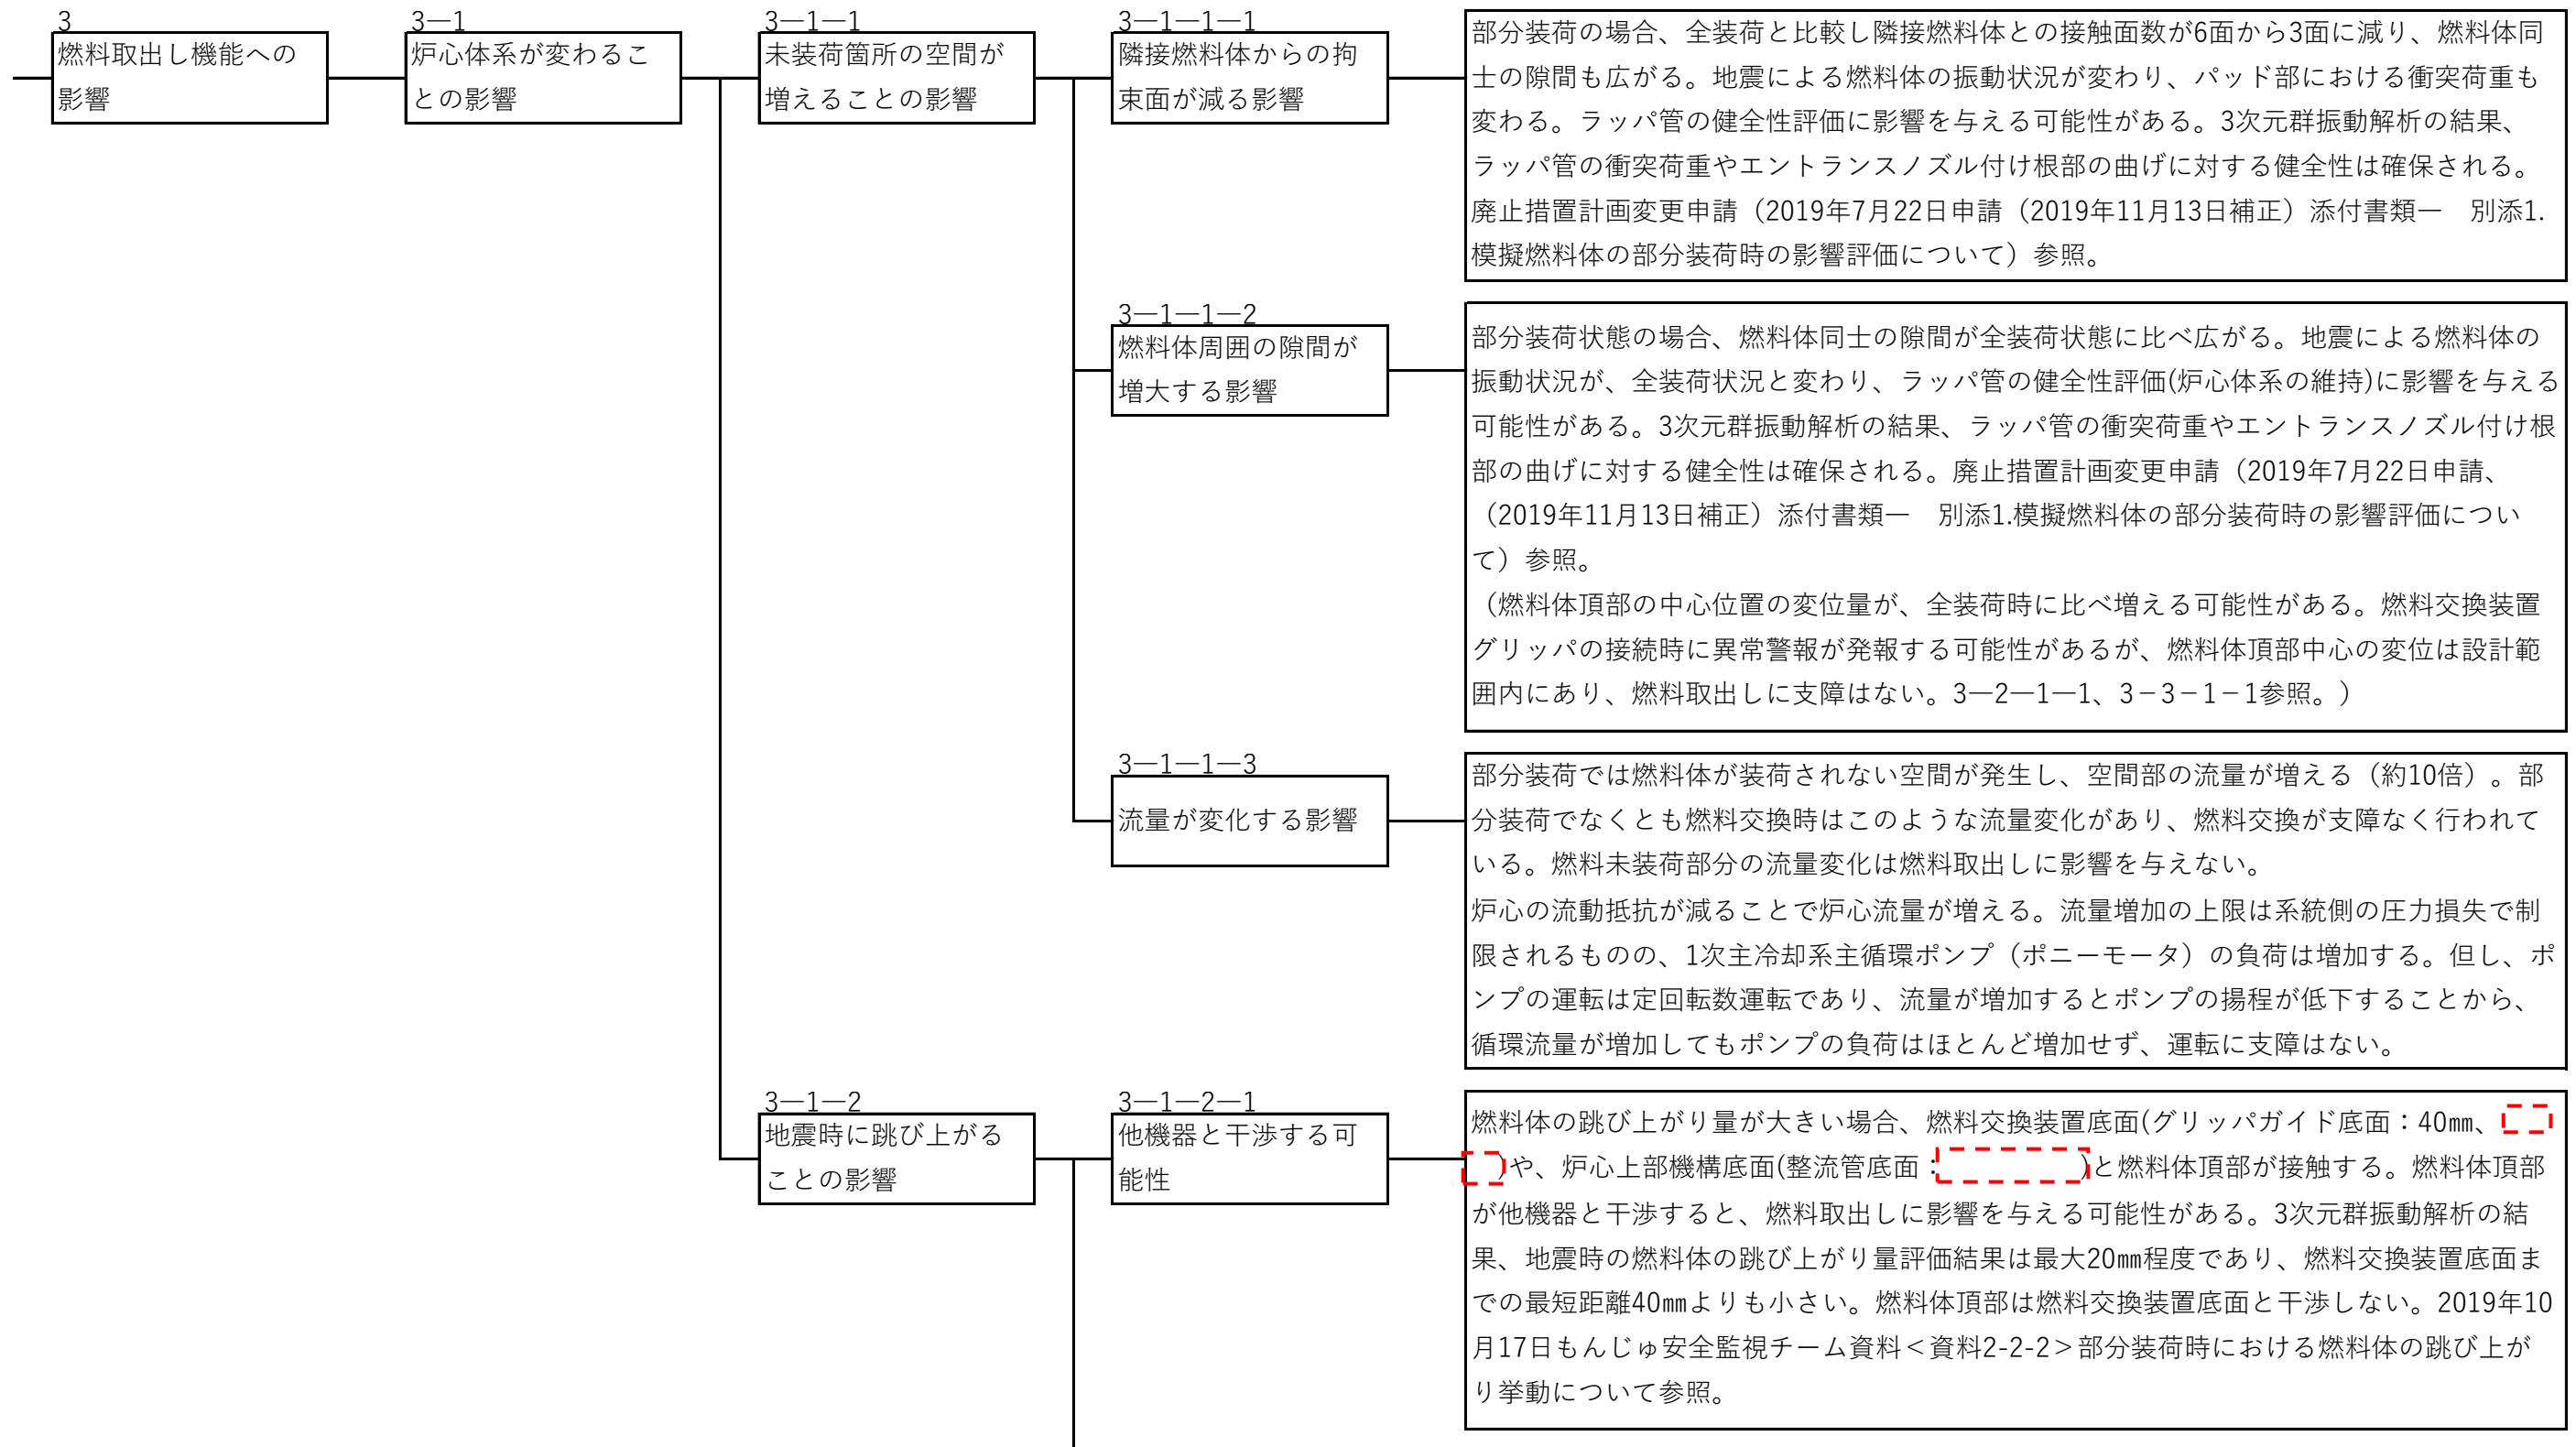 3
燃料取出し機能への
影響
3―1
炉心体系が変わるこ
との影響
3―1―1
未装荷箇所の空間が
増えることの影響
3―1―1―1
隣接燃料体からの拘
束面が減る影響
部分装荷の場合、全装荷と比較し隣接燃料体との接触面数が6面から3面に減り、燃料体同
士の隙間も広がる。地震による燃料体の振動状況が変わり、パッド部における衝突荷重も
変わる。ラッパ管の健全性評価に影響を与える可能性がある。3次元群振動解析の結果、
ラッパ管の衝突荷重やエントランスノズル付け根部の曲げに対する健全性は確保される。
廃止措置計画変更申請（2019年7月22日申請（2019年11月13日補正）添付書類一　別添1.
模擬燃料体の部分装荷時の影響評価について）参照。
3―1―1―2
燃料体周囲の隙間が
増大する影響
部分装荷状態の場合、燃料体同士の隙間が全装荷状態に比べ広がる。地震による燃料体の
振動状況が、全装荷状況と変わり、ラッパ管の健全性評価(炉心体系の維持)に影響を与える
可能性がある。3次元群振動解析の結果、ラッパ管の衝突荷重やエントランスノズル付け根
部の曲げに対する健全性は確保される。廃止措置計画変更申請（2019年7月22日申請、
（2019年11月13日補正）添付書類一　別添1.模擬燃料体の部分装荷時の影響評価につい
て）参照。
（燃料体頂部の中心位置の変位量が、全装荷時に比べ増える可能性がある。燃料交換装置
グリッパの接続時に異常警報が発報する可能性があるが、燃料体頂部中心の変位は設計範
囲内にあり、燃料取出しに支障はない。3―2―1―1、3－3－1－1参照。）
3―1―1―3
流量が変化する影響
部分装荷では燃料体が装荷されない空間が発生し、空間部の流量が増える（約10倍）。部
分装荷でなくとも燃料交換時はこのような流量変化があり、燃料交換が支障なく行われて
いる。燃料未装荷部分の流量変化は燃料取出しに影響を与えない。
炉心の流動抵抗が減ることで炉心流量が増える。流量増加の上限は系統側の圧力損失で制
限されるものの、1次主冷却系主循環ポンプ（ポニーモータ）の負荷は増加する。但し、ポ
ンプの運転は定回転数運転であり、流量が増加するとポンプの揚程が低下することから、
循環流量が増加してもポンプの負荷はほとんど増加せず、運転に支障はない。
3―1―2
地震時に跳び上がる
ことの影響
3―1―2―1
他機器と干渉する可
能性
燃料体の跳び上がり量が大きい場合、燃料交換装置底面(グリッパガイド底面：40㎜、
)や、炉心上部機構底面(整流管底面：)と燃料体頂部が接触する。燃料体頂部
が他機器と干渉すると、燃料取出しに影響を与える可能性がある。3次元群振動解析の結
果、地震時の燃料体の跳び上がり量評価結果は最大20㎜程度であり、燃料交換装置底面ま
での最短距離40㎜よりも小さい。燃料体頂部は燃料交換装置底面と干渉しない。2019年10
月17日もんじゅ安全監視チーム資料＜資料2-2-2＞部分装荷時における燃料体の跳び上が
り挙動について参照。